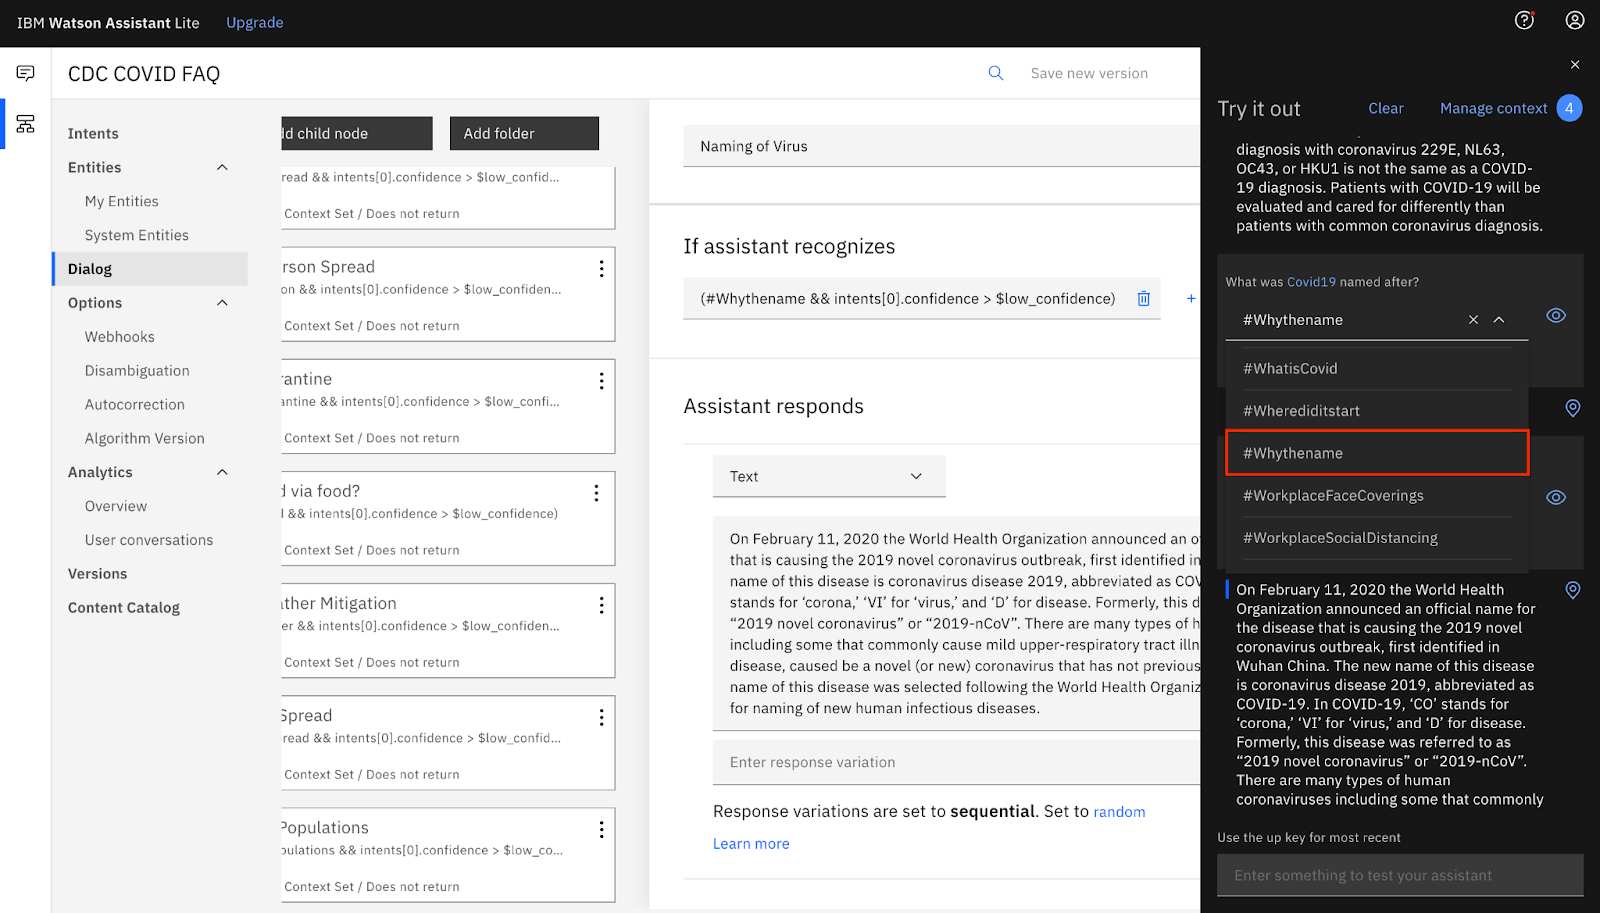 IBM Watson Assistant Lite Upgrade
CDC COVID FAQ
Save new version
Intents
Entities
My Entities
System Entities
Dialog
Options
Webhooks
Disambiguation
Autocorrection
Algorithm Version
Analytics
Overview
User conversations
Versions
Content Catalog
dd child node
Add folder
read && intents[0].confidence > $low_confid...
Context Set / Does not return
rson Spread
on && intents[0].confidence > $low_confiden...
Context Set / Does not return
rantine
antine && intents[0].confidence > $low_confi...
Context Set / Does not return
d via food?
&& intents[0].confidence > $low_confidence)
Context Set / Does not return
ather Mitigation
er && intents[0].confidence > $low_confiden...
Context Set / Does not return
Spread
read && intents[0].confidence > $low_confid...
Context Set / Does not return
Populations
pulations && intents[0].confidence > $low_co...
Context Set / Does not return
Naming of Virus
If assistant recognizes
(#Whythename && intents[0].confidence > $low_confidence)
+
Assistant responds
Text
On February 11, 2020 the World Health Organization announced an o
that is causing the 2019 novel coronavirus outbreak, first identified in
name of this disease is coronavirus disease 2019, abbreviated as COV
stands for ‘corona,’ ‘VI’ for ‘virus,’ and ‘D’ for disease. Formerly, this d
“2019 novel coronavirus” or “2019-nCoV”. There are many types of h
including some that commonly cause mild upper-respiratory tract illn
disease, caused be a novel (or new) coronavirus that has not previous
name of this disease was selected following the World Health Organiz
for naming of new human infectious diseases.
Enter response variation
Response variations are set to sequential. Set to random
Learn more
Try it out
Clear
Manage context 4
diagnosis with coronavirus 229E, NL63,
OC43, or HKU1 is not the same as a COVID-
19 diagnosis. Patients with COVID-19 will be
evaluated and cared for differently than
patients with common coronavirus diagnosis.
What was Covid19 named after?
#Whythename
#WhatisCovid
#Wherediditstart
#Whythename
#WorkplaceFaceCoverings
#WorkplaceSocialDistancing
On February 11, 2020 the World Health
Organization announced an official name for
the disease that is causing the 2019 novel
coronavirus outbreak, first identified in
Wuhan China. The new name of this disease
is coronavirus disease 2019, abbreviated as
COVID-19. In COVID-19, ‘CO’ stands for
‘corona,’ ‘VI’ for ‘virus,’ and ‘D’ for disease.
Formerly, this disease was referred to as
“2019 novel coronavirus” or “2019-nCoV”.
There are many types of human
coronaviruses including some that commonly
Use the up key for most recent
Enter something to test your assistant